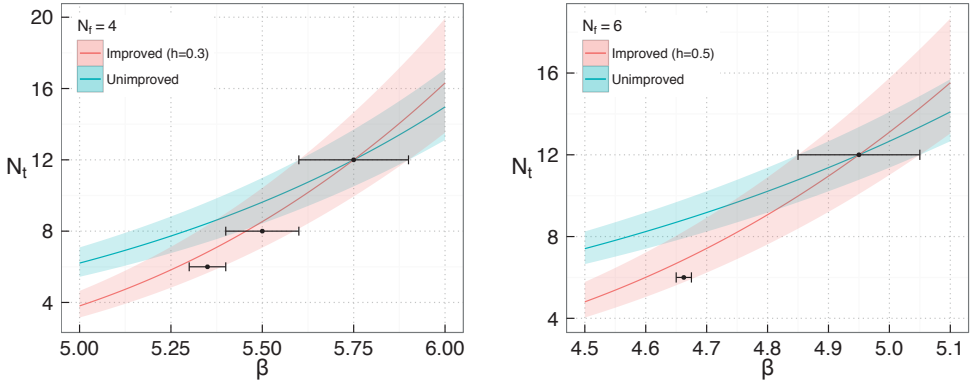 N_f = 4
Improved (h=0.3)
Unimproved
20
16
12
8
4
N_t
5.00 5.25 5.50 5.75 6.00
β
N_f = 6
Improved (h=0.5)
Unimproved
16
12
8
4
N_t
4.5 4.6 4.7 4.8 4.9 5.0 5.1
β